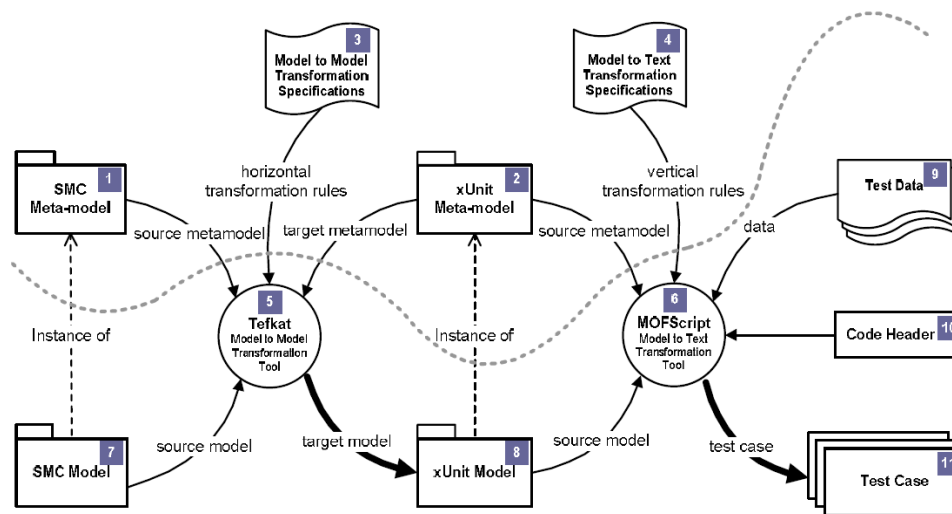 3
Model to Model
Transformation
Specifications
4
Model to Text
Transformation
Specifications
1
SMC
Meta-model
horizontal
transformation rules
2
xUnit
Meta-model
vertical
transformation rules
9
Test Data
source metamodel
target metamodel
source metamodel
data
5
Tefkat
Model to Model
Transformation
Tool
6
MOFScript
Model to Text
Transformation
Tool
Instance of
Instance of
10
Code Header
7
SMC Model
source model
target model
8
xUnit Model
source model
test case
11
Test Case